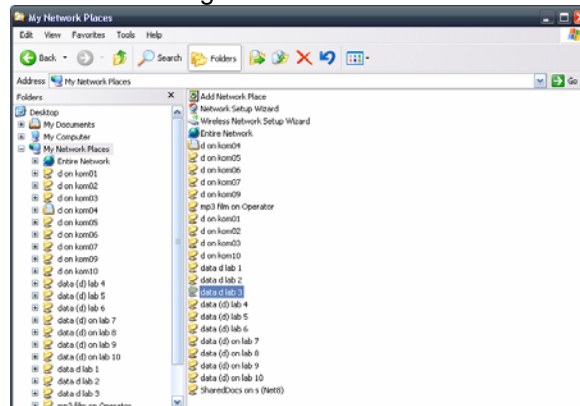 My Network Places
Edit View Favorites Tools Help
Back Search Folders
Address My Network Places Go
Folders
Desktop
My Documents
My Computer
My Network Places
Entire Network
d on kom01
d on kom02
d on kom03
d on kom04
d on kom05
d on kom06
d on kom07
d on kom09
d on kom10
data (d) lab 4
data (d) lab 5
data (d) lab 6
data (d) on lab 7
data (d) on lab 8
data (d) on lab 9
data (d) on lab 10
data d lab 1
data d lab 2
data d lab 3
mp3 film on Operator
Add Network Place
Network Setup Wizard
Wireless Network Setup Wizard
Entire Network
d on kom04
d on kom05
d on kom06
d on kom07
d on kom09
mp3 film on Operator
d on kom01
d on kom02
d on kom03
d on kom10
data d lab 1
data d lab 2
data d lab 3
data (d) lab 4
data (d) lab 5
data (d) lab 6
data (d) on lab 7
data (d) on lab 8
data (d) on lab 9
data (d) on lab 10
SharedDocs on s (Net8)